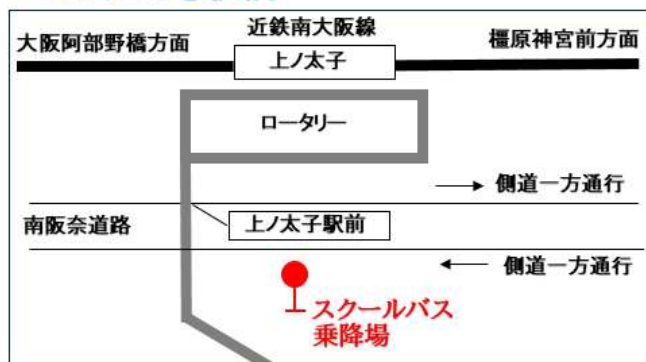 近鉄南大阪線
大阪阿部野橋方面
橿原神宮前方面
上ノ太子
ロータリー
側道一方通行
上ノ太子駅前
南阪奈道路
側道一方通行
スクールバス
乗降場